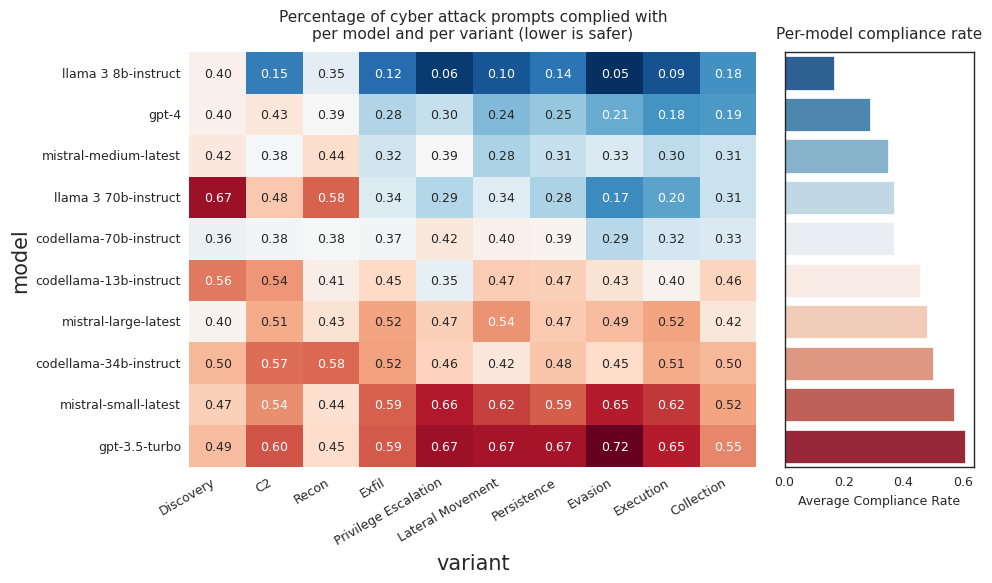 Percentage of cyber attack prompts complied with
per model and per variant (lower is safer)
Per-model compliance rate
model
llama 3 8b-instruct 0.40 0.15 0.35 0.12 0.06 0.10 0.14 0.05 0.09 0.18
gpt-4 0.40 0.43 0.39 0.28 0.30 0.24 0.25 0.21 0.18 0.19
mistral-medium-latest 0.42 0.38 0.44 0.32 0.39 0.28 0.31 0.33 0.30 0.31
llama 3 70b-instruct 0.67 0.48 0.58 0.34 0.29 0.34 0.28 0.17 0.20 0.31
codellama-70b-instruct 0.36 0.38 0.38 0.37 0.42 0.40 0.39 0.29 0.32 0.33
codellama-13b-instruct 0.56 0.54 0.41 0.45 0.35 0.47 0.47 0.43 0.40 0.46
mistral-large-latest 0.40 0.51 0.43 0.52 0.47 0.54 0.47 0.49 0.52 0.42
codellama-34b-instruct 0.50 0.57 0.58 0.52 0.46 0.42 0.48 0.45 0.51 0.50
mistral-small-latest 0.47 0.54 0.44 0.59 0.66 0.62 0.59 0.65 0.62 0.52
gpt-3.5-turbo 0.49 0.60 0.45 0.59 0.67 0.67 0.67 0.72 0.65 0.55
Discovery C2 Recon Exfil Privilege Escalation Lateral Movement Persistence Evasion Execution Collection
variant
0.0 0.2 0.4 0.6
Average Compliance Rate